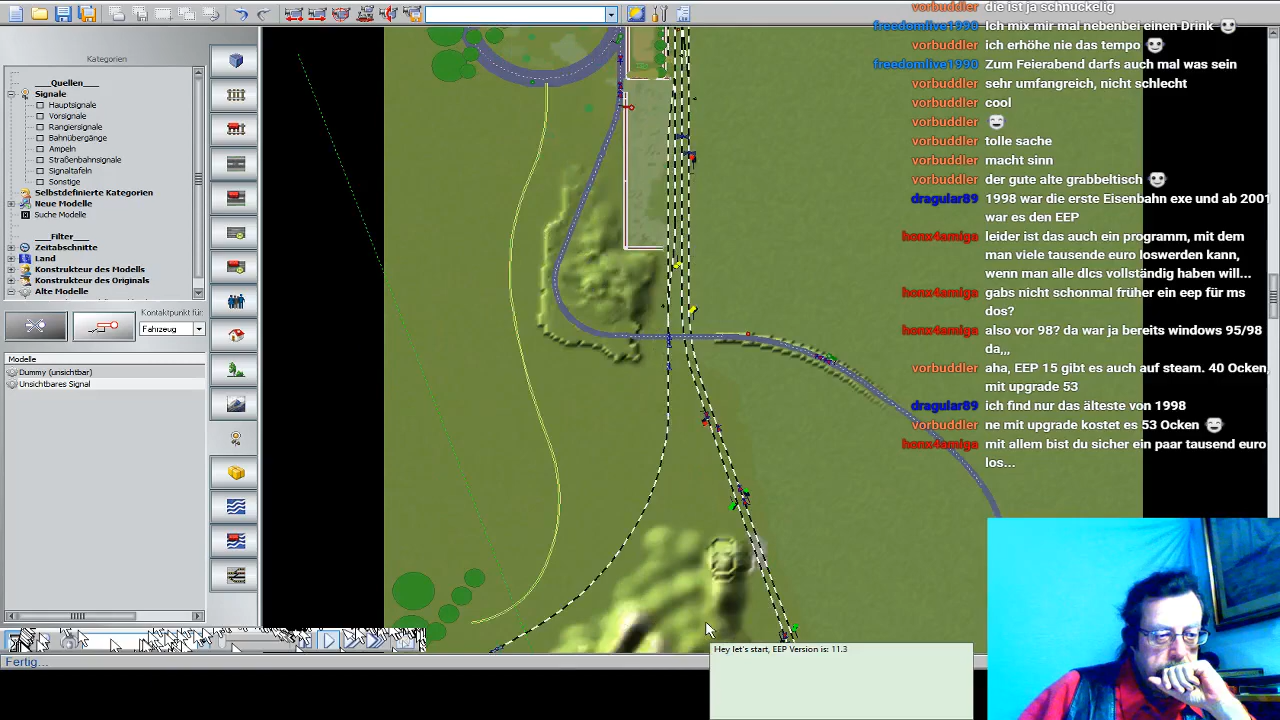 Kategorien
__Quellen___
Signale
Hauptsignale
Vorsignale
Rangiersignale
Bahnübergänge
Ampeln
Straßenbahnsignale
Signaltafeln
Sonstige
Selbstdefinierte Kategorien
Neue Modelle
Suche Modelle
___Filter___
Zeitabschnitte
Land
Konstrukteure des Modells
Konstrukteure des Originals
Alte Modelle
Kontaktpunkt für:
Fahrzeug
Modelle
Dummy (unsichtbar)
Unsichtbares Signal
Fertig...
Hey let's start, EEP Version is: 11.3
vorbuddler die ist ja schnuckelig
freedomlive1990 Ich mix mir mal nebenbei einen Drink
vorbuddler ich erhöhe nie das tempo
freedomlive1990 Zum Feierabend darfs auch mal was sein
vorbuddler sehr umfangreich, nicht schlecht
vorbuddler cool
vorbuddler
vorbuddler tolle sache
vorbuddler macht sinn
vorbuddler der gute alte grabbeltisch
dragular89 1998 war die erste Eisenbahn exe und ab 2001
war es den EEP
honx4amiga leider ist das auch ein programm, mit dem
man viele tausende euro loswerden kann,
wenn man alle dlcs vollständig haben will...
honx4amiga gabs nicht schonmal früher ein eep für ms
dos?
honx4amiga also vor 98? da war ja bereits windows 95/98
da,,,
vorbuddler aha, EEP 15 gibt es auch auf steam. 40 Ocken,
mit upgrade 53
dragular89 ich find nur das älteste von 1998
vorbuddler ne mit upgrade kostet es 53 Ocken
honx4amiga mit allem bist du sicher ein paar tausend euro
los...